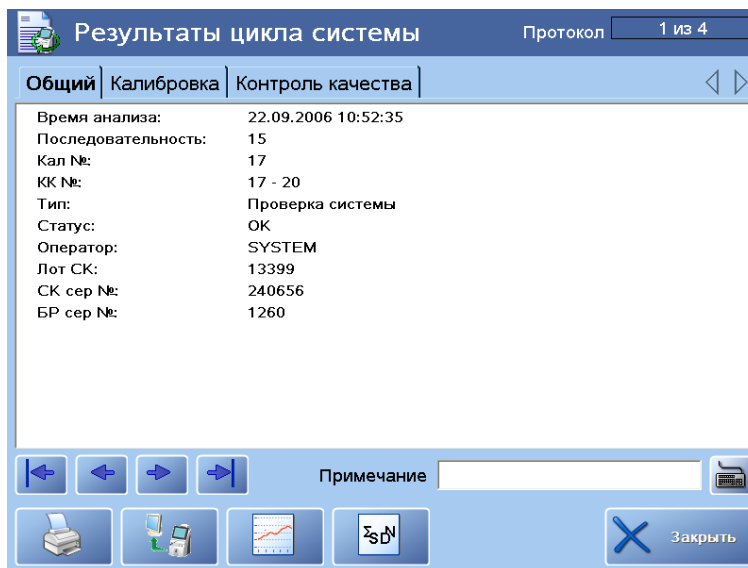 Результаты цикла системы
Протокол 1 из 4
Общий Калибровка Контроль качества
Время анализа: 22.09.2006 10:52:35
Последовательность: 15
Кал №: 17
КК №: 17 - 20
Тип: Проверка системы
Статус: OK
Оператор: SYSTEM
Лот СК: 13399
СК сер №: 240656
БР сер №: 1260
Примечание
ΣSDN
Закрыть